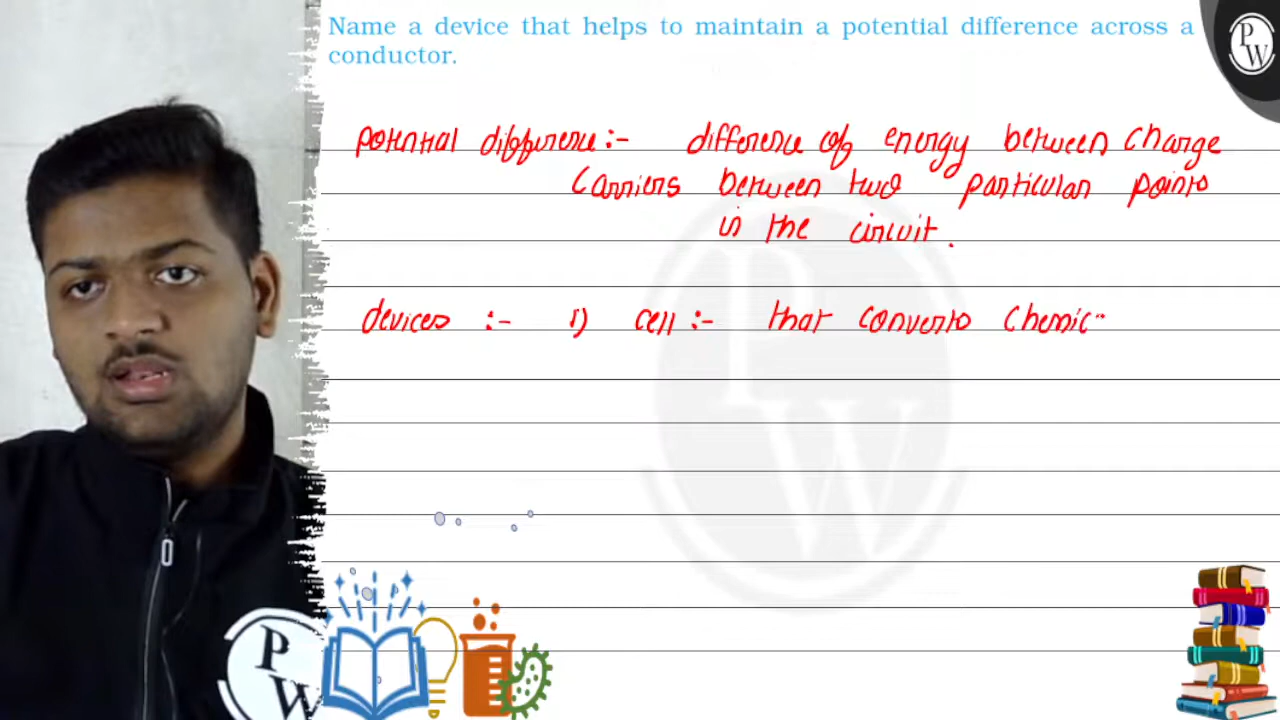 Name a device that helps to maintain a potential difference across a
conductor.
P
W
potential difference :- difference of energy between charge
carriers between two particular points
in the circuit.
devices :- 1) cell :- that converts chemic
P
W
P
W